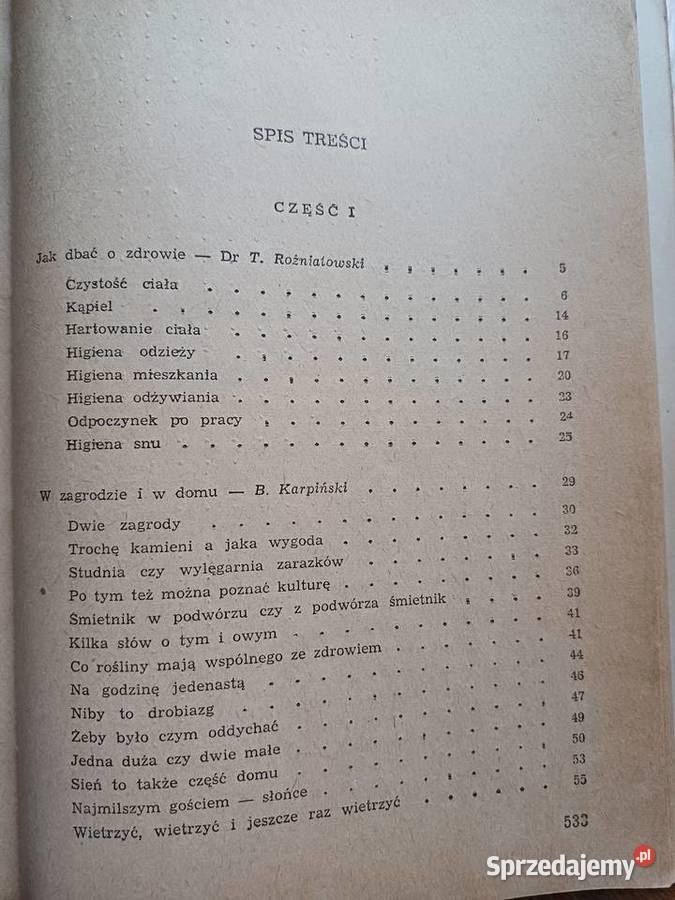 SPIS TREŚCI
CZĘŚĆ I
Jak dbać o zdrowie — Dr T. Rożniatowski . . . . . . . 5
Czystość ciała . . . . . . . . . . . . . 6
Kąpiel . . . . . . . . . . . . . . . 14
Hartowanie ciała . . . . . . . . . . . . 16
Higiena odzieży . . . . . . . . . . . . 17
Higiena mieszkania . . . . . . . . . . . . 20
Higiena odżywiania . . . . . . . . . . . . 23
Odpoczynek po pracy . . . . . . . . . . . 24
Higiena snu . . . . . . . . . . . . . . 25
W zagrodzie i w domu — B. Karpiński . . . . . . . . 29
Dwie zagrody . . . . . . . . . . . . . 30
Trochę kamieni a jaka wygoda . . . . . . . . . 32
Studnia czy wylęgarnia zarazków . . . . . . . . 33
Po tym też można poznać kulturę . . . . . . . . 36
Śmietnik w podwórzu czy z podwórza śmietnik . . . . 39
Kilka słów o tym i owym . . . . . . . . . . 41
Co rośliny mają wspólnego ze zdrowiem . . . . . . 41
Na godzinę jedenastą . . . . . . . . . . . 44
Niby to drobiazg . . . . . . . . . . . . 46
Żeby było czym oddychać . . . . . . . . . . 47
Jedna duża czy dwie małe . . . . . . . . . . 49
Sień to także część domu . . . . . . . . . . 50
Najmilszym gościem — słońce . . . . . . . . . 53
Wietrzyć, wietrzyć i jeszcze raz wietrzyć . . . . . 55
533
Sprzedajemy.pl